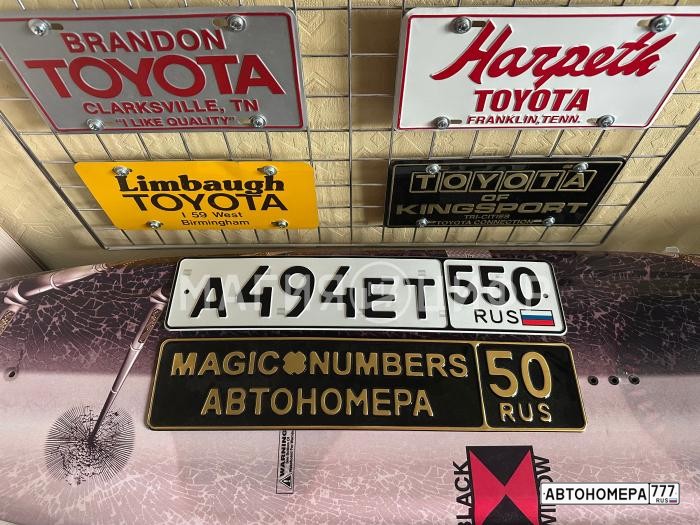 BRANDON
TOYOTA
CLARKSVILLE, TN
"I LIKE QUALITY"
Harpeth
TOYOTA
FRANKLIN, TENN.
Limbaugh
TOYOTA
I 59 West
Birmingham
TOYOTA
OF
KINGSPORT
TRI-CITIES
TOYOTA CONNECTION
А494ЕТ 550
RUS
MAGIC NUMBERS
АВТОНОМЕРА
50
RUS
WARNING
BLACK
WIDOW
АВТОНОМЕРА 777
RUS